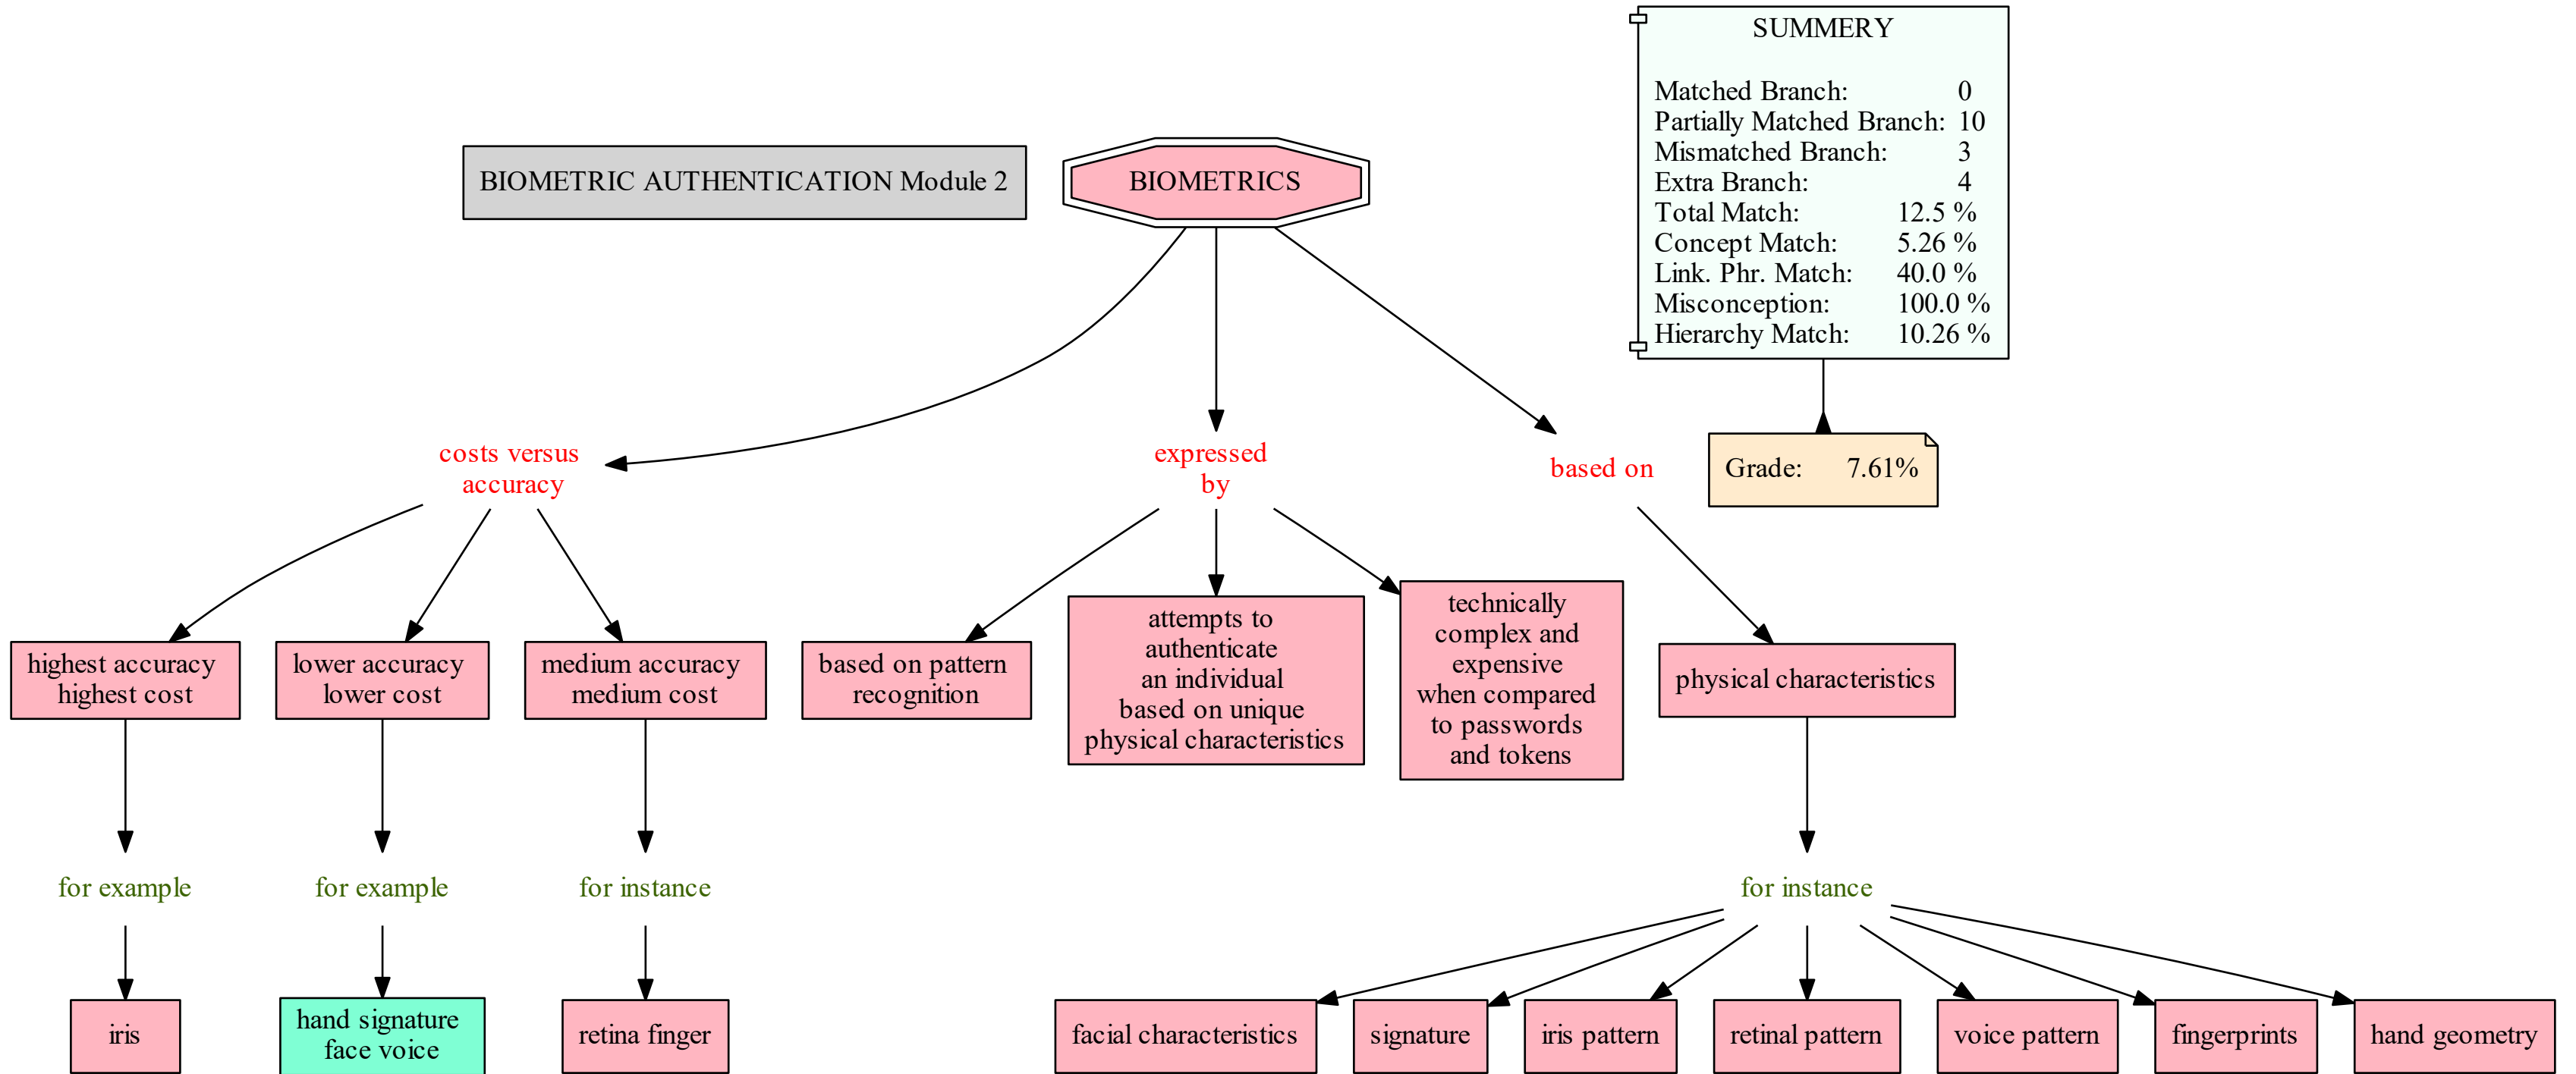 SUMMERY
Matched Branch: 0
Partially Matched Branch: 10
Mismatched Branch: 3
Extra Branch: 4
Total Match: 12.5 %
Concept Match: 5.26 %
Link. Phr. Match: 40.0 %
Misconception: 100.0 %
Hierarchy Match: 10.26 %
BIOMETRIC AUTHENTICATION Module 2
BIOMETRICS
costs versus
accuracy
expressed
by
based on
Grade: 7.61%
highest accuracy
highest cost
lower accuracy
lower cost
medium accuracy
medium cost
based on pattern
recognition
attempts to
authenticate
an individual
based on unique
physical characteristics
technically
complex and
expensive
when compared
to passwords
and tokens
physical characteristics
for example
for example
for instance
for instance
iris
hand signature
face voice
retina finger
facial characteristics
signature
iris pattern
retinal pattern
voice pattern
fingerprints
hand geometry